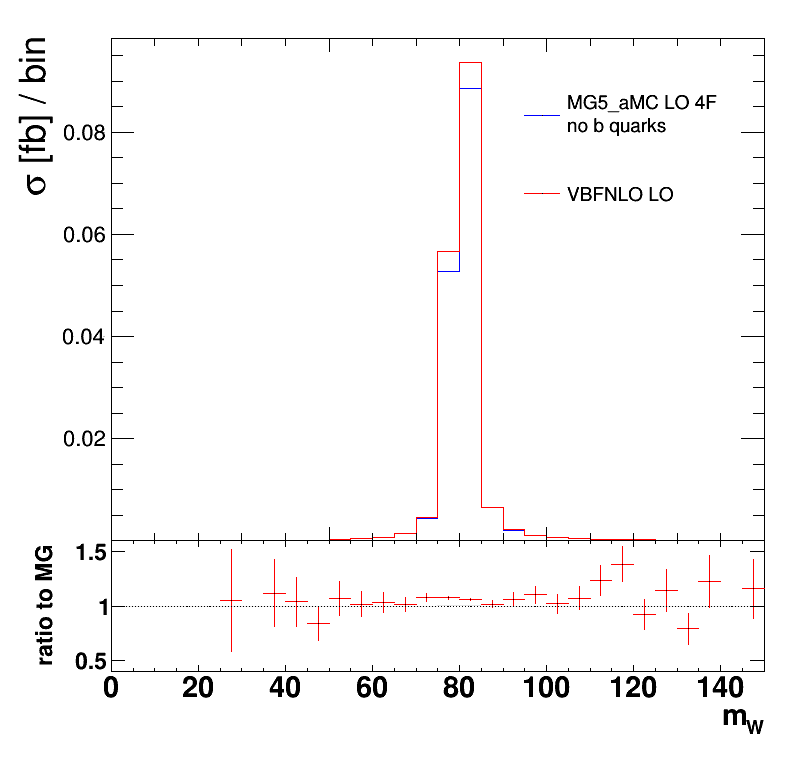 σ [fb] / bin
0.08
0.06
0.04
0.02
MG5_aMC LO 4F
no b quarks
VBFNLO LO
ratio to MG
1.5
1
0.5
0 20 40 60 80 100 120 140
m_W